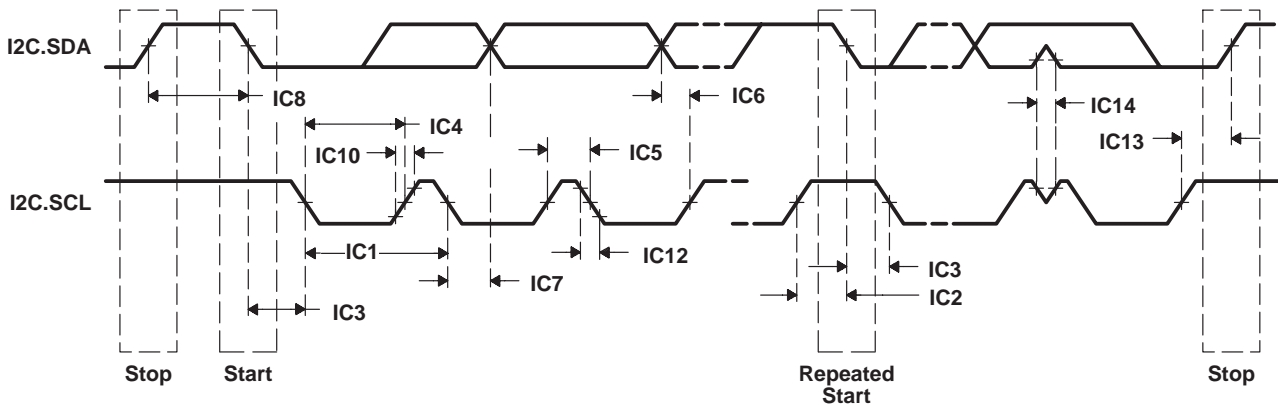 I2C.SDA
IC8
IC6
IC4
IC14
IC10
IC5
IC13
I2C.SCL
IC1
IC12
IC7
IC3
IC3
IC2
Stop
Start
Repeated
Start
Stop